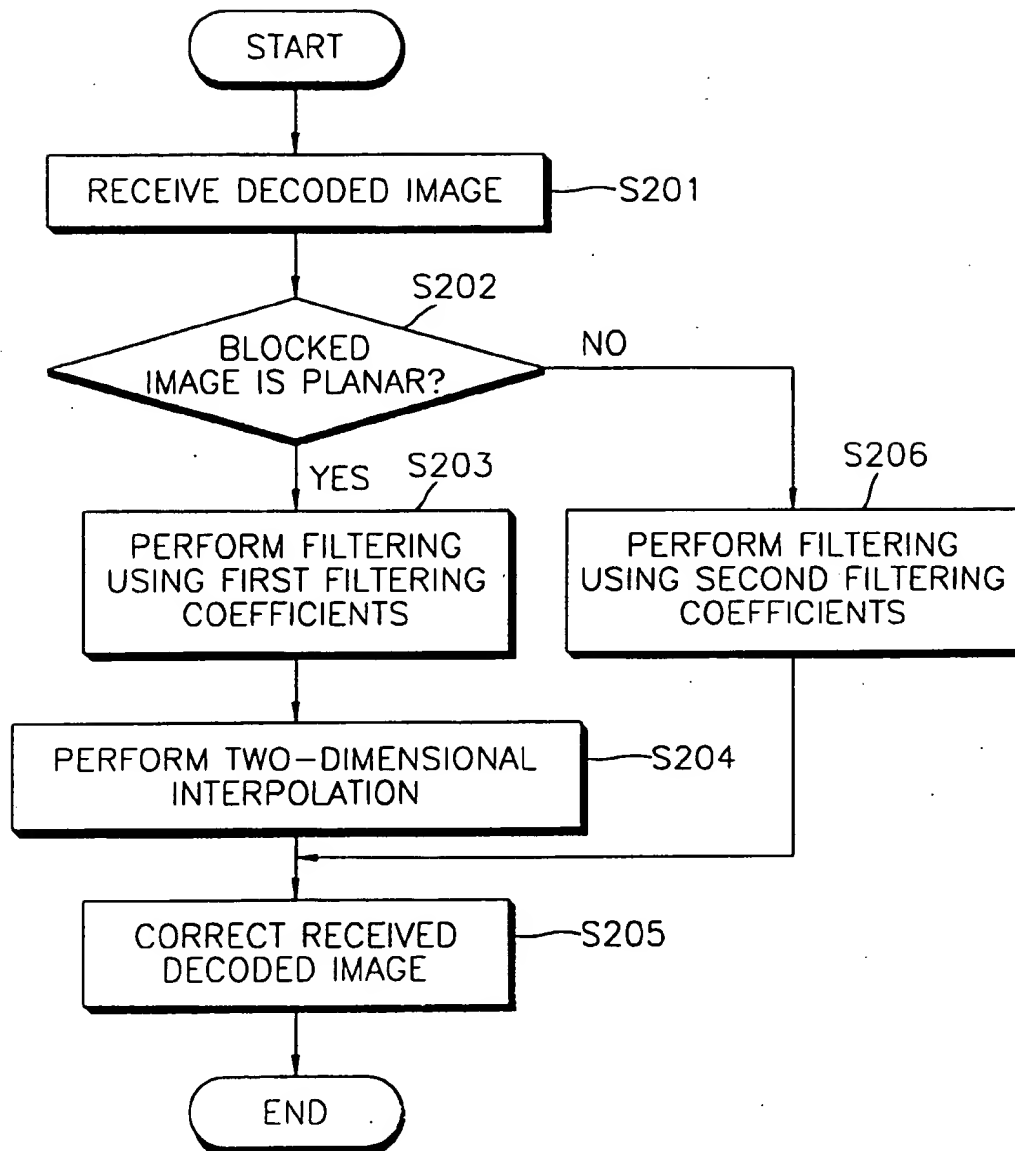 START
RECEIVE DECODED IMAGE
S201
S202
BLOCKED
IMAGE IS PLANAR?
NO
YES
S203
S206
PERFORM FILTERING
USING FIRST FILTERING
COEFFICIENTS
PERFORM FILTERING
USING SECOND FILTERING
COEFFICIENTS
PERFORM TWO-DIMENSIONAL
INTERPOLATION
S204
CORRECT RECEIVED
DECODED IMAGE
S205
END